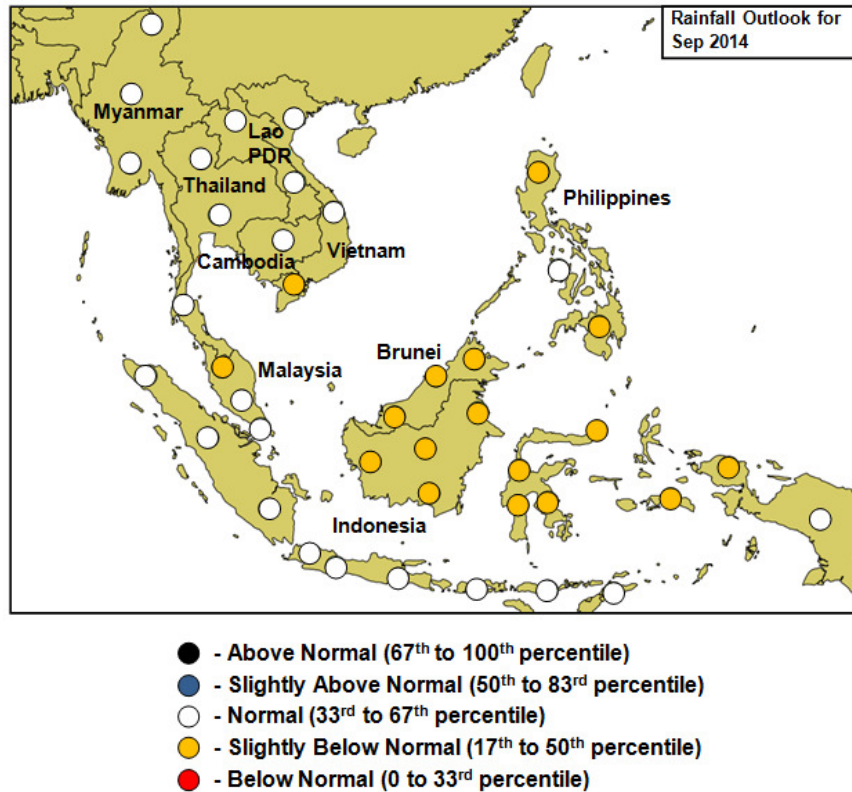 Rainfall Outlook for
Sep 2014
Myanmar
Lao
PDR
Thailand
Philippines
Vietnam
Cambodia
Brunei
Malaysia
Indonesia
- Above Normal (67th to 100th percentile)
- Slightly Above Normal (50th to 83rd percentile)
- Normal (33rd to 67th percentile)
- Slightly Below Normal (17th to 50th percentile)
- Below Normal (0 to 33rd percentile)